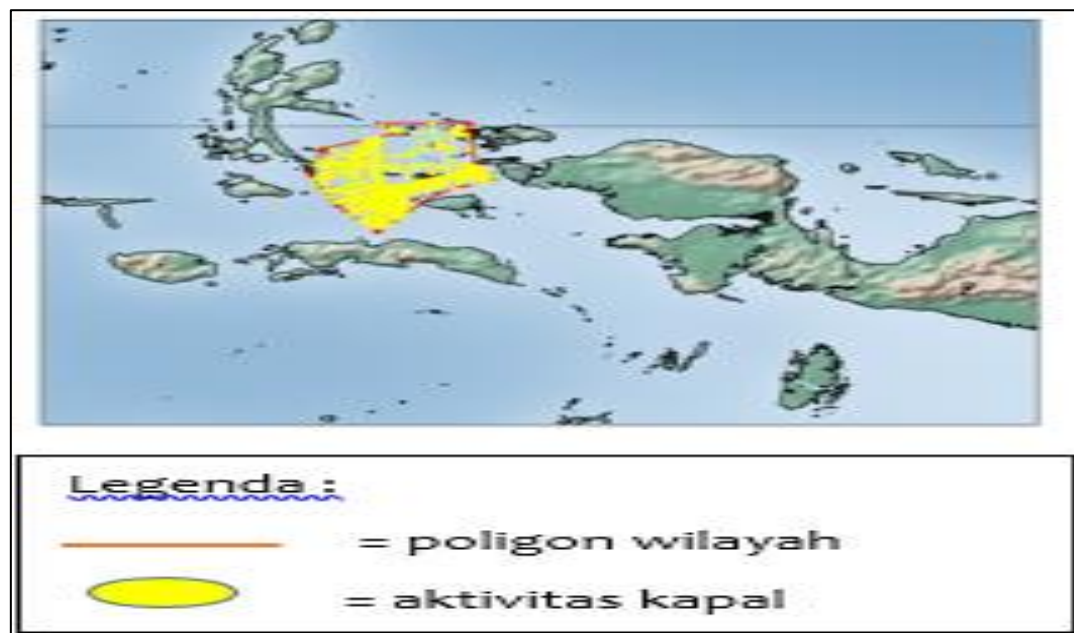 Legenda :
= poligon wilayah
= aktivitas kapal